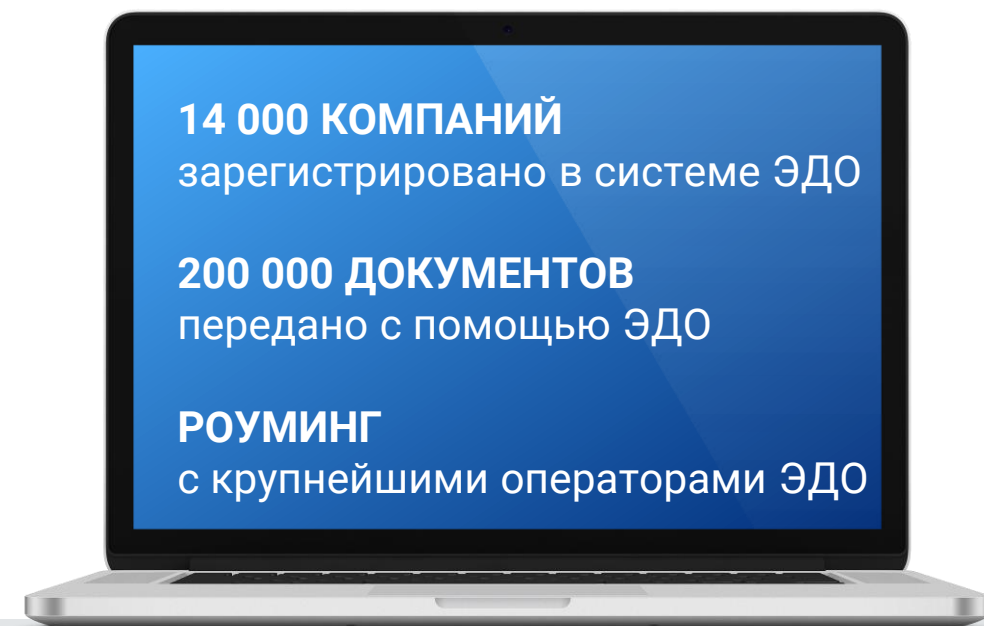 14 000 КОМПАНИЙ
зарегистрировано в системе ЭДО
200 000 ДОКУМЕНТОВ
передано с помощью ЭДО
РОУМИНГ
с крупнейшими операторами ЭДО